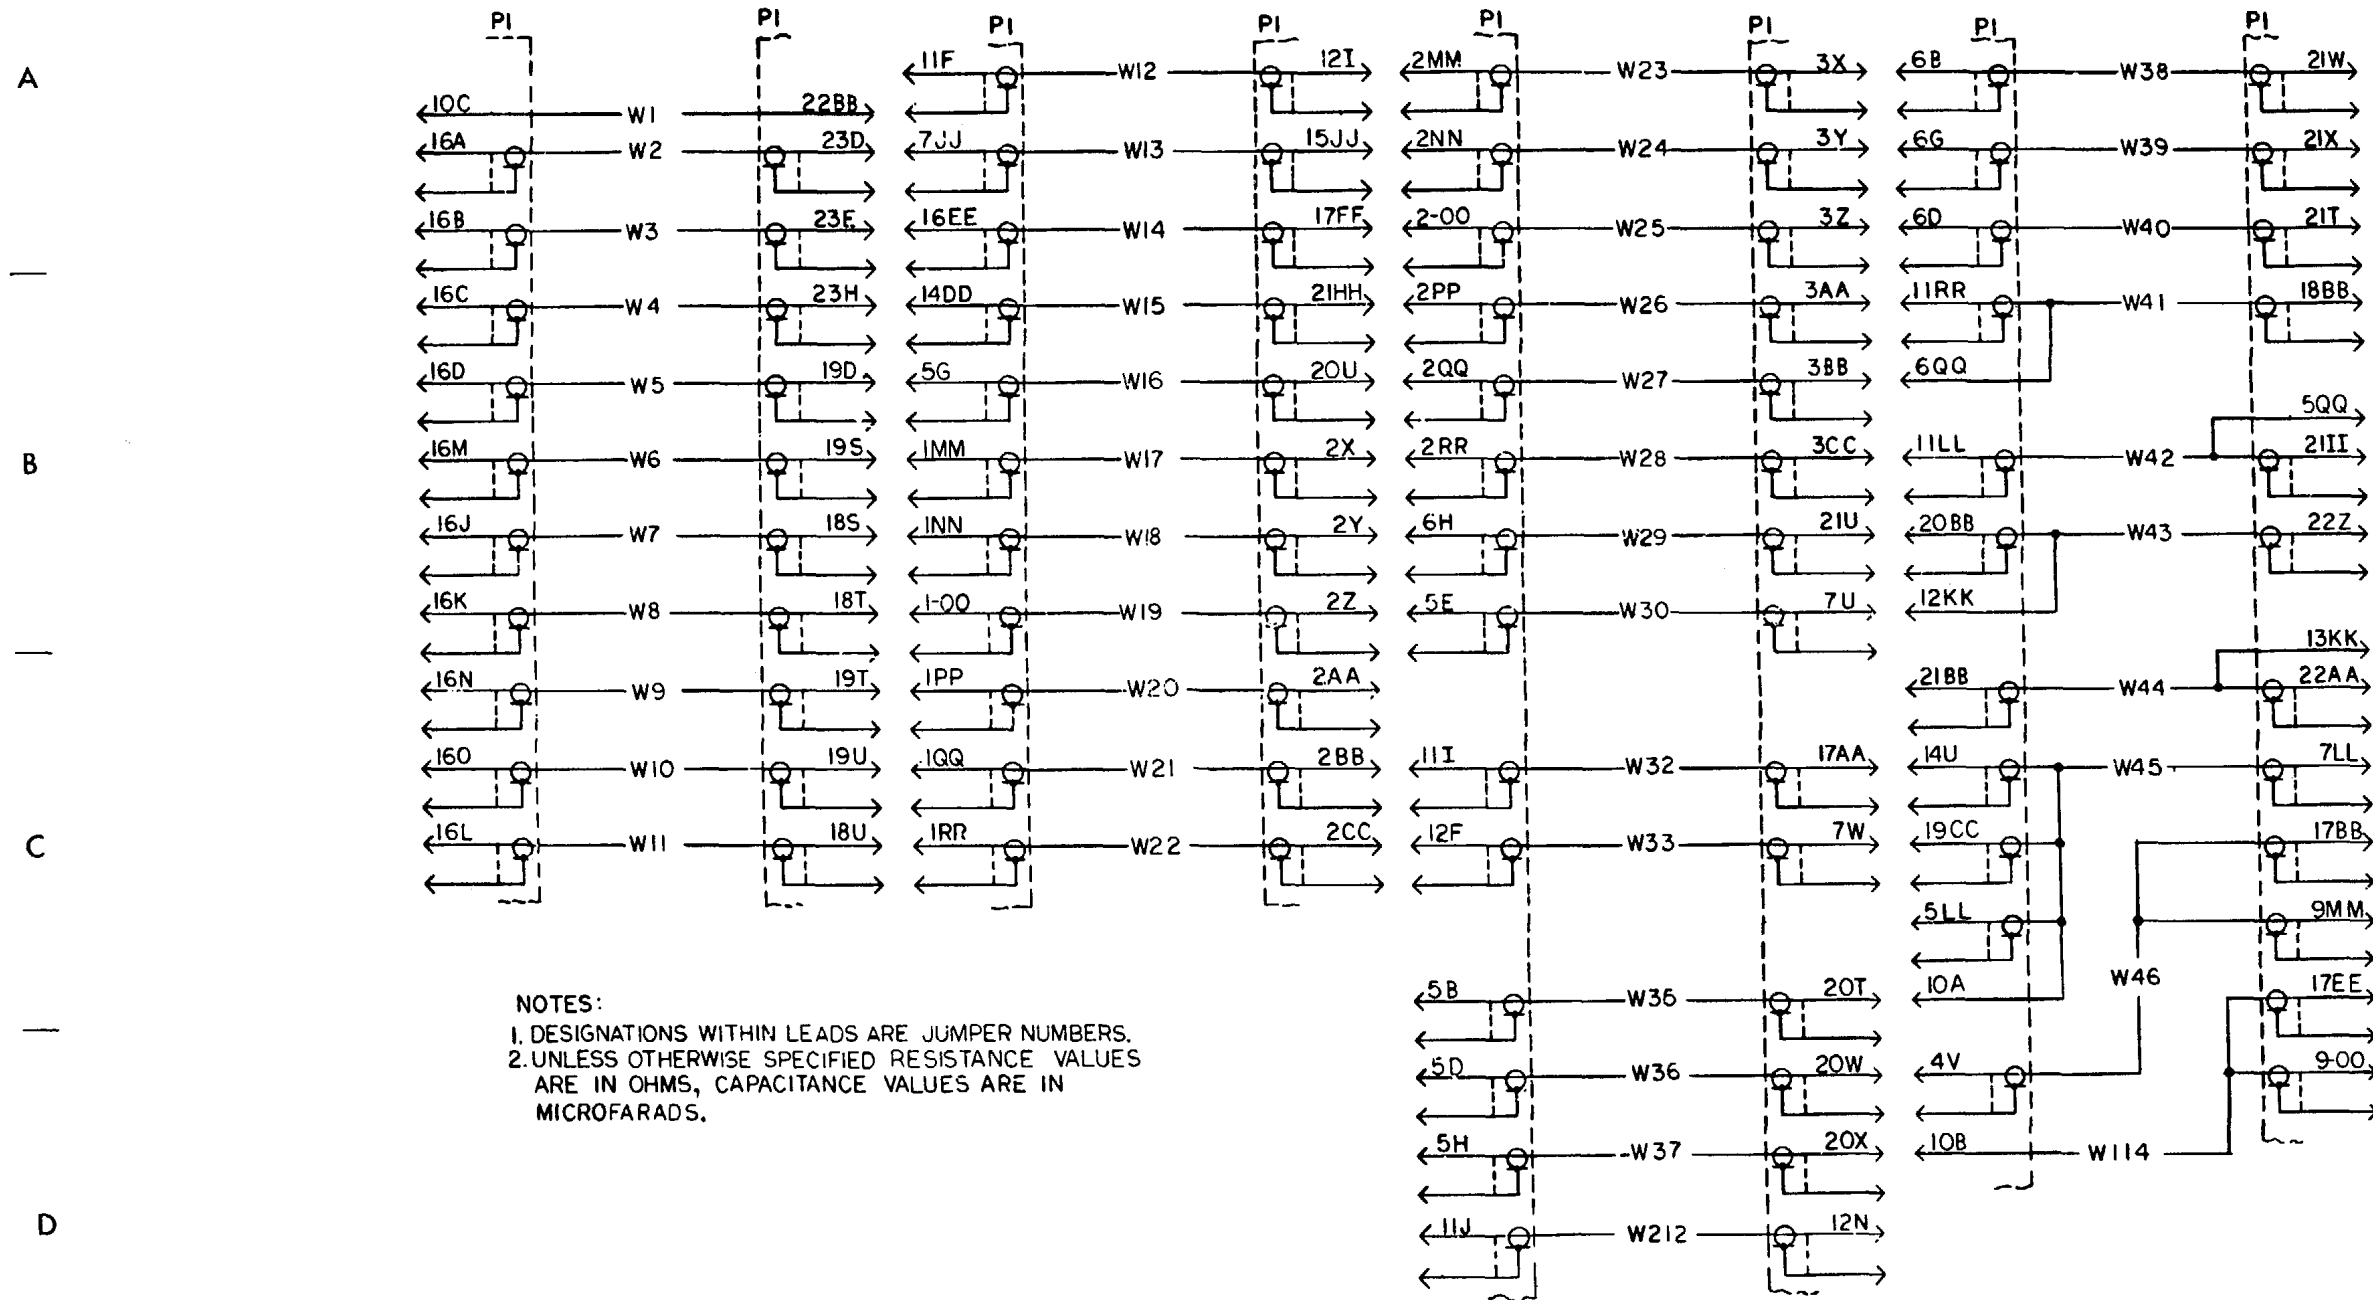 P1 P1 P1 P1 P1 P1 P1 P1
A
10C W1 22BB
16A W2 23D
16B W3 23E
16C W4 23H
16D W5 19D
16M W6 19S
16J W7 18S
16K W8 18T
16N W9 19T
16O W10 19U
16L W11 18U
11F W12 12I
7JJ W13 15JJ
16EE W14 17FF
14DD W15 21HH
5G W16 20U
1MM W17 2X
1NN W18 2Y
1-OO W19 2Z
1PP W20 2AA
1QQ W21 2BB
1RR W22 2CC
2MM W23 3X
2NN W24 3Y
2-OO W25 3Z
2PP W26 3AA
2QQ W27 3BB
2RR W28 3CC
6H W29 21U
5E W30 7U
11I W32 17AA
12F W33 7W
5B W35 20T
5D W36 20W
5H W37 20X
11J W212 12N
6B W38 21W
6G W39 21X
6D W40 21T
11RR W41 18BB
6QQ
5QQ
11LL W42 21II
20BB W43 22Z
12KK
13KK
21BB W44 22AA
14U W45 7LL
19CC 17BB
5LL 9MM
W46
10A 17EE
4V 9-OO
10B W114
B
C
D
NOTES:
1. DESIGNATIONS WITHIN LEADS ARE JUMPER NUMBERS.
2. UNLESS OTHERWISE SPECIFIED RESISTANCE VALUES
ARE IN OHMS, CAPACITANCE VALUES ARE IN
MICROFARADS.